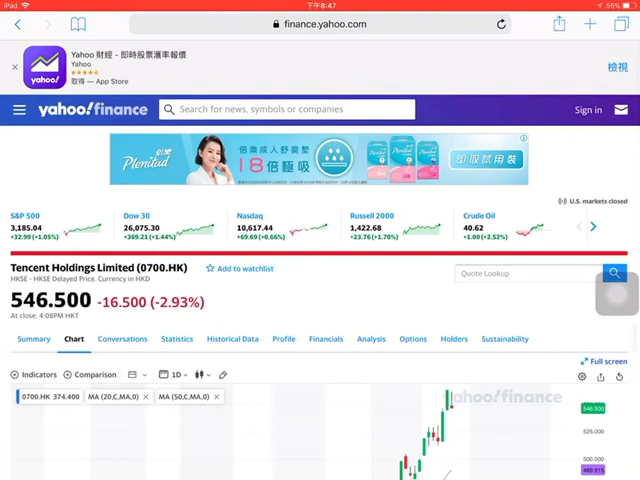 iPad
下午8:47
55%
finance.yahoo.com
Yahoo 財經 - 即時股票滙率報價
Yahoo
取得 — App Store
檢視
yahoo!
yahoo!finance
Search for news, symbols or companies
Sign in
Plenitud
倍樂成人舒廣墊
18倍極吸
即取試用裝
U.S. markets closed
S&P 500
3,185.04
+32.99 (+1.05%)
Dow 30
26,075.30
+369.21 (+1.44%)
Nasdaq
10,617.44
+69.69 (+0.66%)
Russell 2000
1,422.68
+23.76 (+1.70%)
Crude Oil
40.62
+1.00 (+2.52%)
Tencent Holdings Limited (0700.HK)
Add to watchlist
HKSE - HKSE Delayed Price. Currency in HKD
Quote Lookup
546.500 -16.500 (-2.93%)
At close: 4:08PM HKT
Summary Chart Conversations Statistics Historical Data Profile Financials Analysis Options Holders Sustainability
Full screen
Indicators Comparison 1D
0700.HK 374.400 MA (20,C,MA,0) MA (50,C,MA,0)
yahoo!finance
546.500
525.000
500.000
489.915